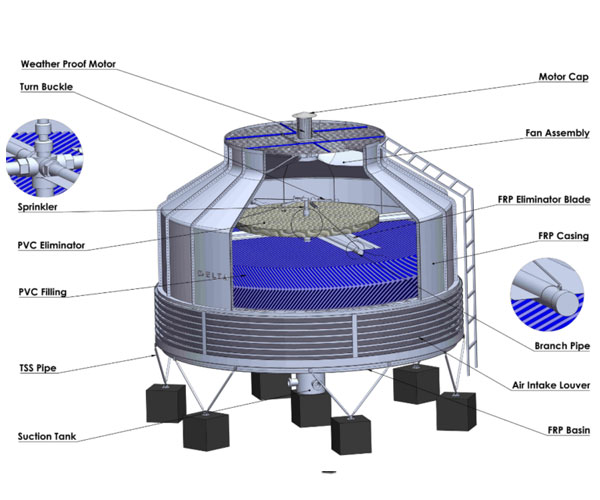 Weather Proof Motor
Motor Cap
Turn Buckle
Fan Assembly
Sprinkler
FRP Eliminator Blade
PVC Eliminator
FRP Casing
DELTA
PVC Filling
Branch Pipe
TSS Pipe
Air Intake Louver
Suction Tank
FRP Basin